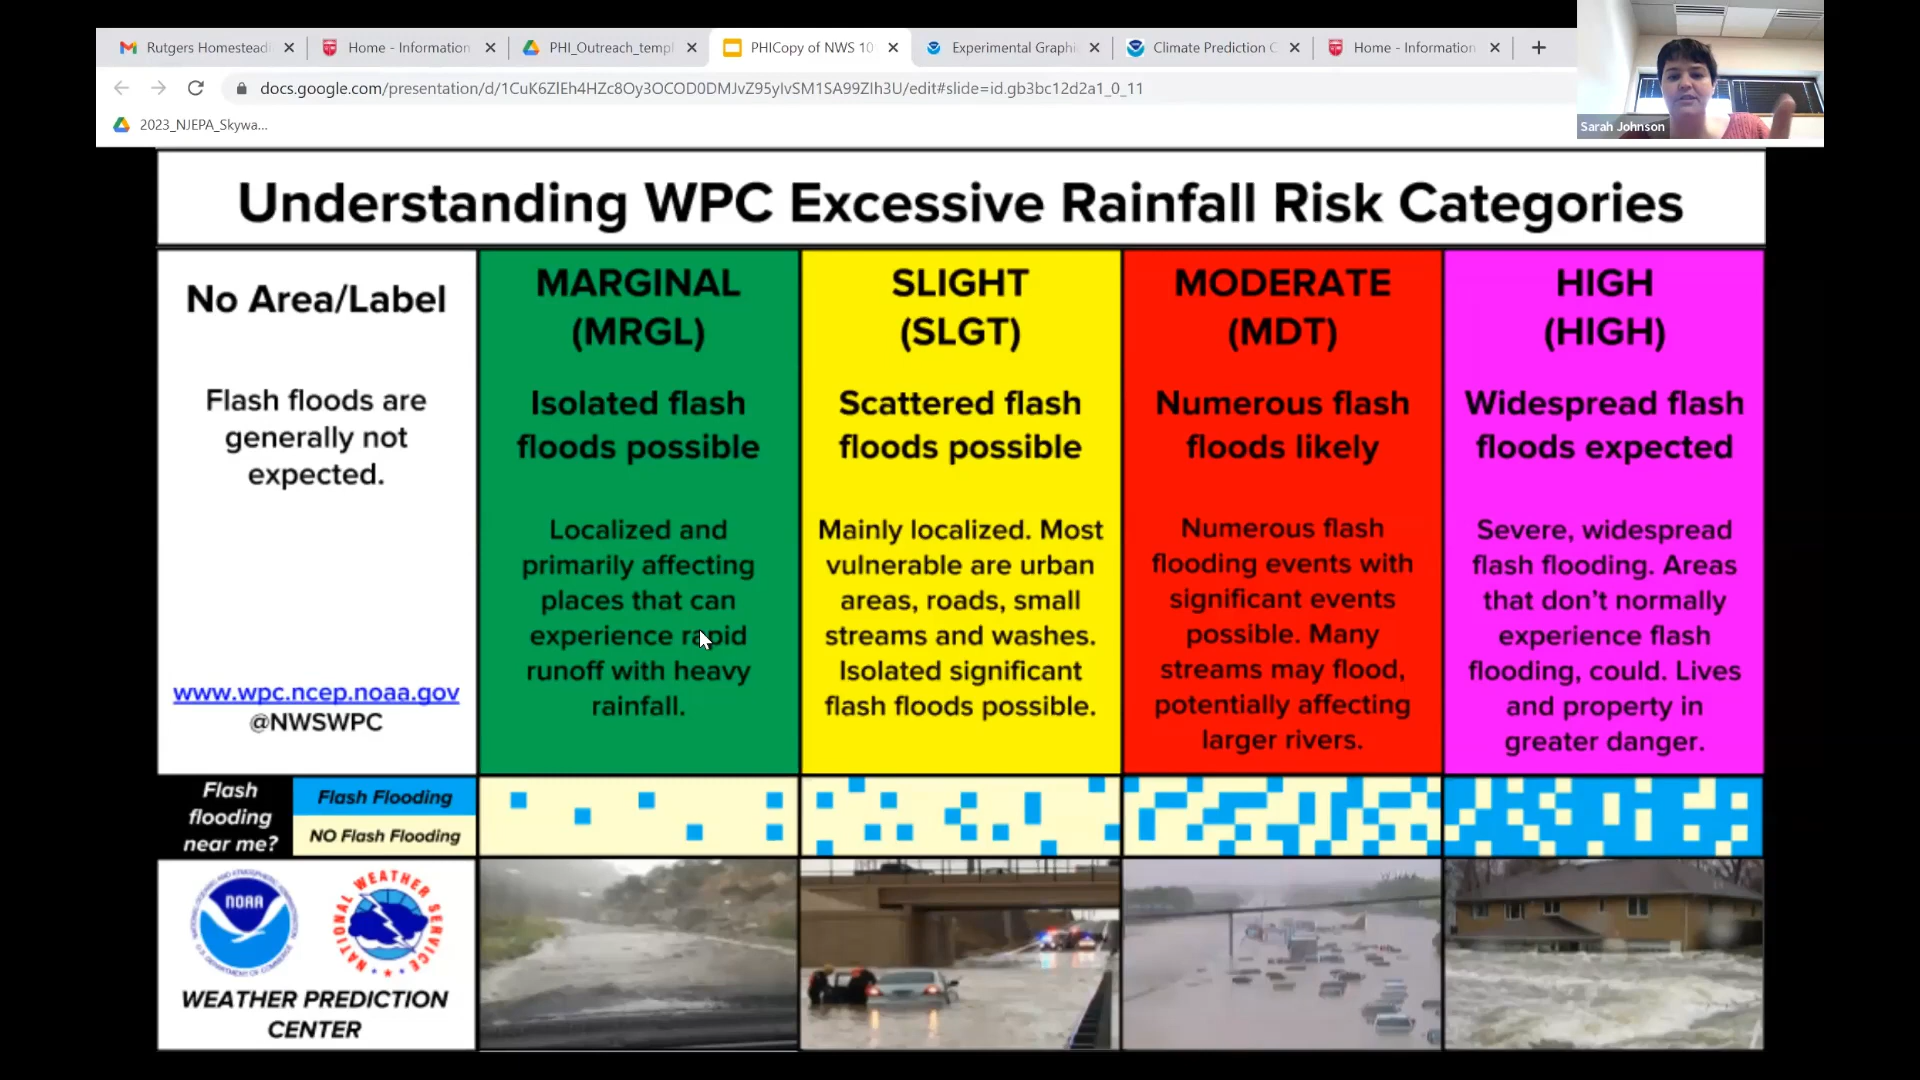 Rutgers Homestead
Home - Information
PHI_Outreach_templ
PHICopy of NWS 10
Experimental Graphi
Climate Prediction C
Home - Information
docs.google.com/presentation/d/1CuK6ZlEh4HZc8Oy3OCOD0DMJvZ95yIvSM1SA99ZIh3U/edit#slide=id.gb3bc12d2a1_0_11
2023_NJEPA_Skywa...
Sarah Johnson
Understanding WPC Excessive Rainfall Risk Categories
No Area/Label
Flash floods are
generally not
expected.
www.wpc.ncep.noaa.gov
@NWSWPC
MARGINAL
(MRGL)
Isolated flash
floods possible
Localized and
primarily affecting
places that can
experience rapid
runoff with heavy
rainfall.
SLIGHT
(SLGT)
Scattered flash
floods possible
Mainly localized. Most
vulnerable are urban
areas, roads, small
streams and washes.
Isolated significant
flash floods possible.
MODERATE
(MDT)
Numerous flash
floods likely
Numerous flash
flooding events with
significant events
possible. Many
streams may flood,
potentially affecting
larger rivers.
HIGH
(HIGH)
Widespread flash
floods expected
Severe, widespread
flash flooding. Areas
that don't normally
experience flash
flooding, could. Lives
and property in
greater danger.
Flash
flooding
near me?
Flash Flooding
NO Flash Flooding
NOAA
NATIONAL WEATHER SERVICE
WEATHER PREDICTION
CENTER